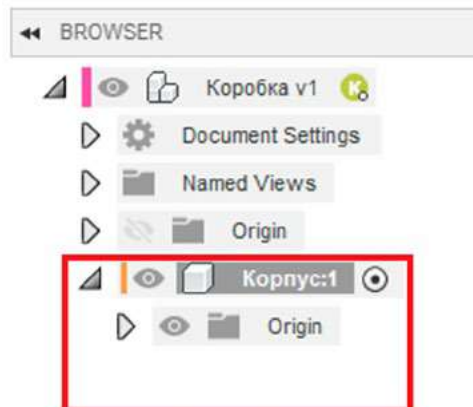 BROWSER
Коробка v1 K
Document Settings
Named Views
Origin
Корпус:1
Origin